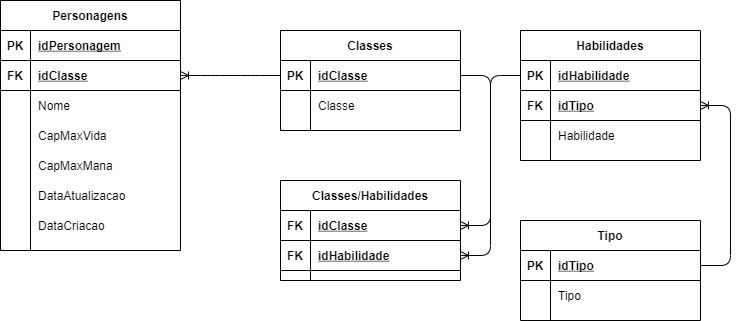 Personagens
PK idPersonagem
FK idClasse
Nome
CapMaxVida
CapMaxMana
DataAtualizacao
DataCriacao
Classes
PK idClasse
Classe
Habilidades
PK idHabilidade
FK idTipo
Habilidade
Classes/Habilidades
FK idClasse
FK idHabilidade
Tipo
PK idTipo
Tipo